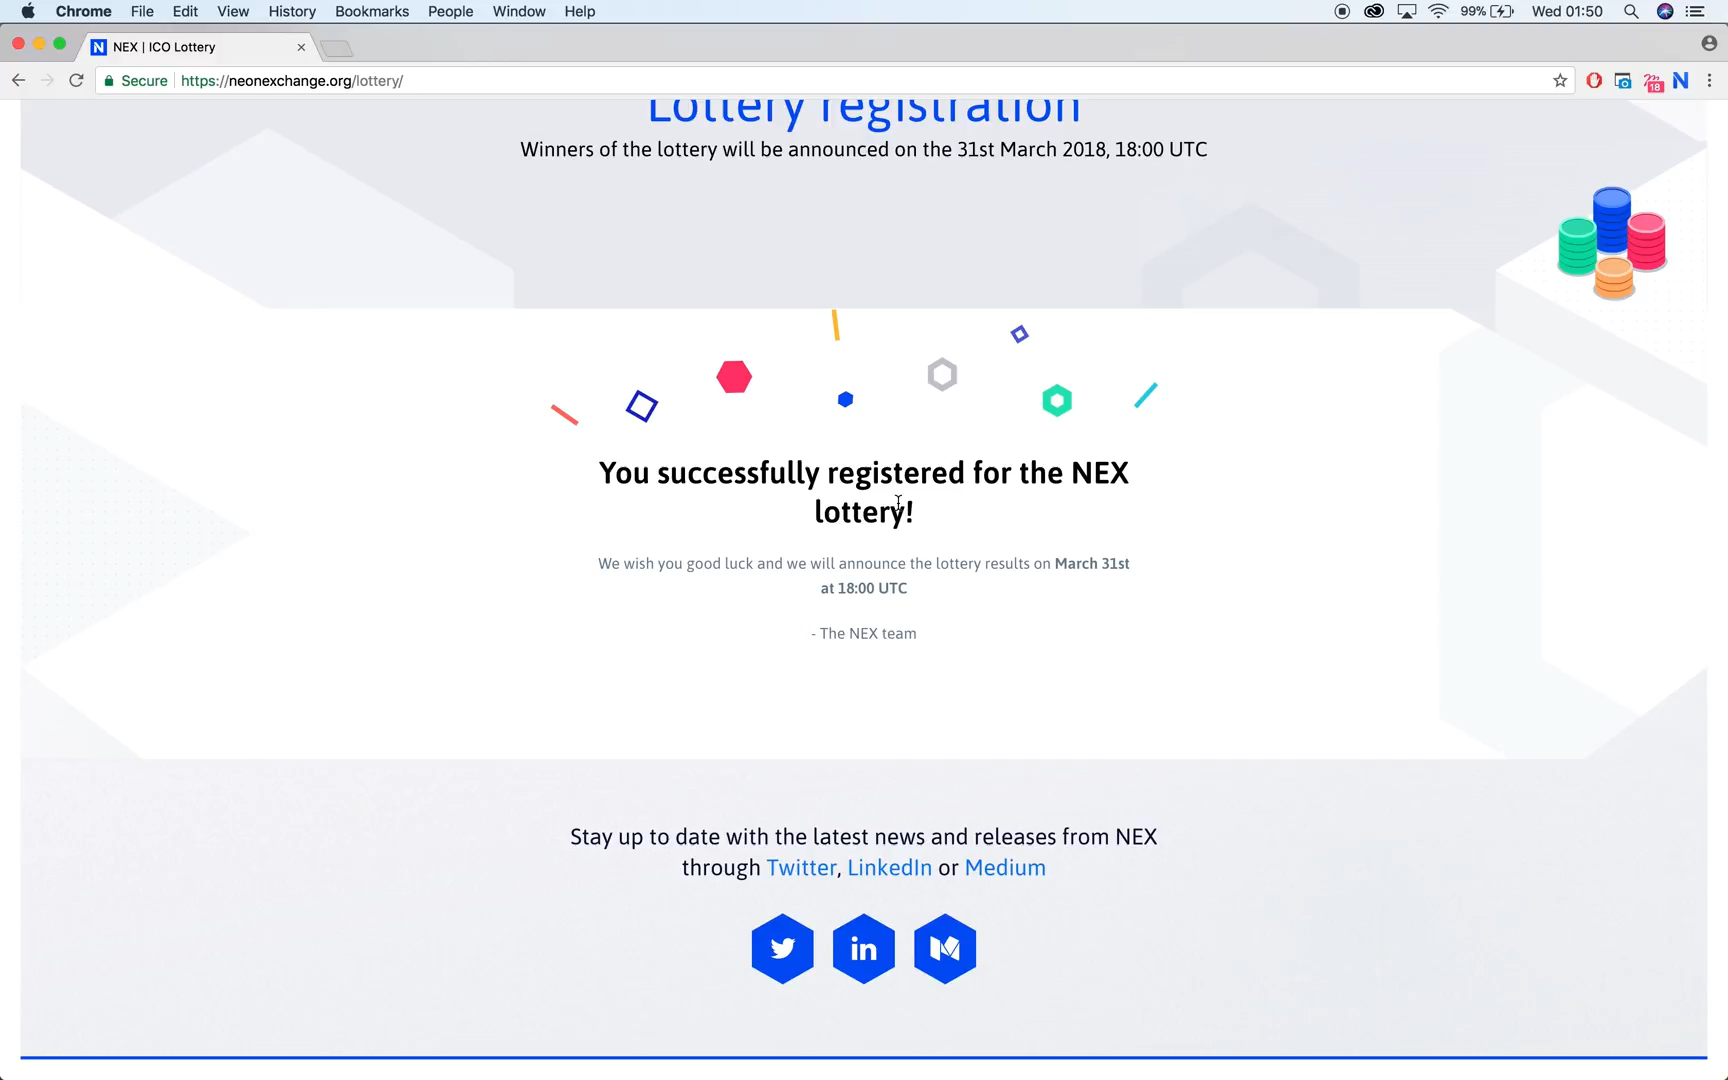 Chrome File Edit View History Bookmarks People Window Help 99% Wed 01:50
NEX | ICO Lottery
Secure https://neonexchange.org/lottery/
18
Lottery registration
Winners of the lottery will be announced on the 31st March 2018, 18:00 UTC
You successfully registered for the NEX
lottery!
We wish you good luck and we will announce the lottery results on March 31st
at 18:00 UTC
- The NEX team
Stay up to date with the latest news and releases from NEX
through Twitter, LinkedIn or Medium
in